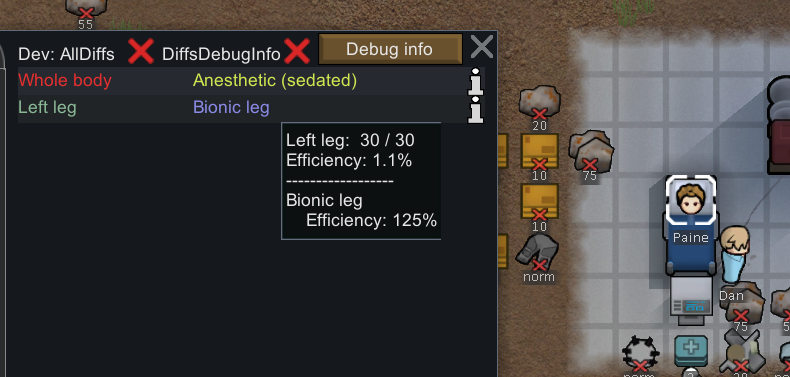 55
Dev: AllDiffs DiffsDebugInfo Debug info
Whole body Anesthetic (sedated)
Left leg Bionic leg
Left leg: 30 / 30
Efficiency: 1.1%
------------------
Bionic leg
Efficiency: 125%
20
10
75
10
norm
Paine
Dan
75
5
norm